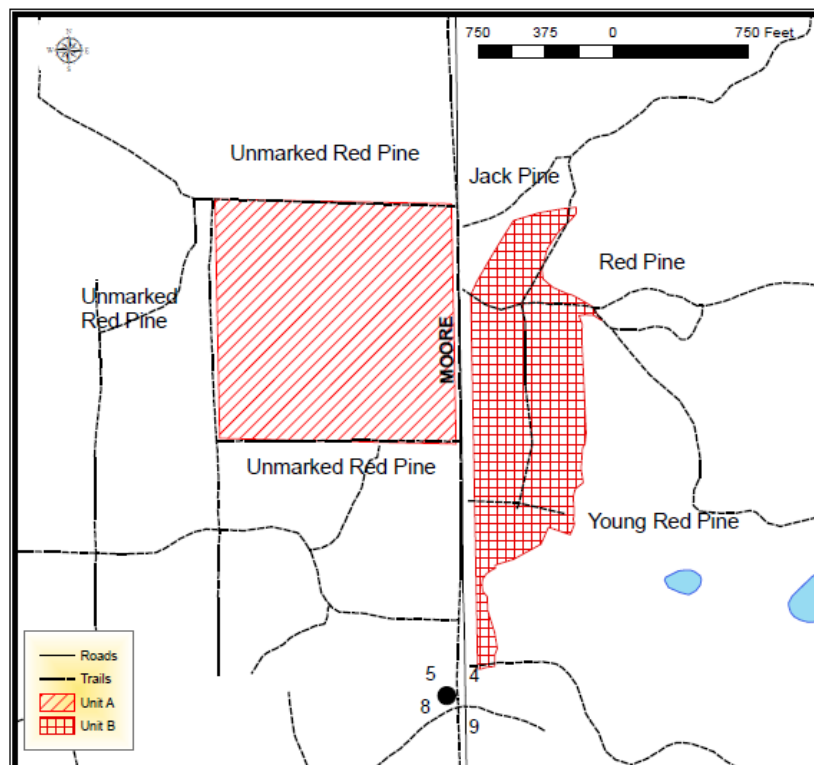 N
W E
S
750 375 0 750 Feet
Unmarked Red Pine
Jack Pine
Red Pine
Unmarked
Red Pine
MOORE
Unmarked Red Pine
Young Red Pine
5 4
8 9
Roads
Trails
Unit A
Unit B